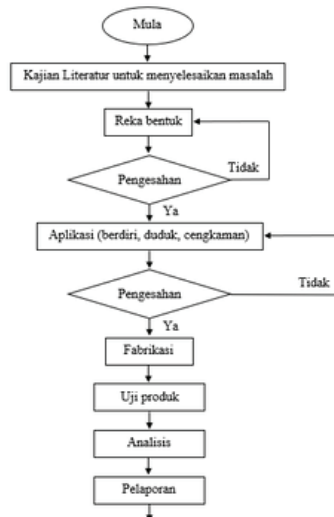 Mula
Kajian Literatur untuk menyelesaikan masalah
Reka bentuk
Pengesahan
Tidak
Ya
Aplikasi (berdiri, duduk, cengkaman)
Pengesahan
Tidak
Ya
Fabrikasi
Uji produk
Analisis
Pelaporan